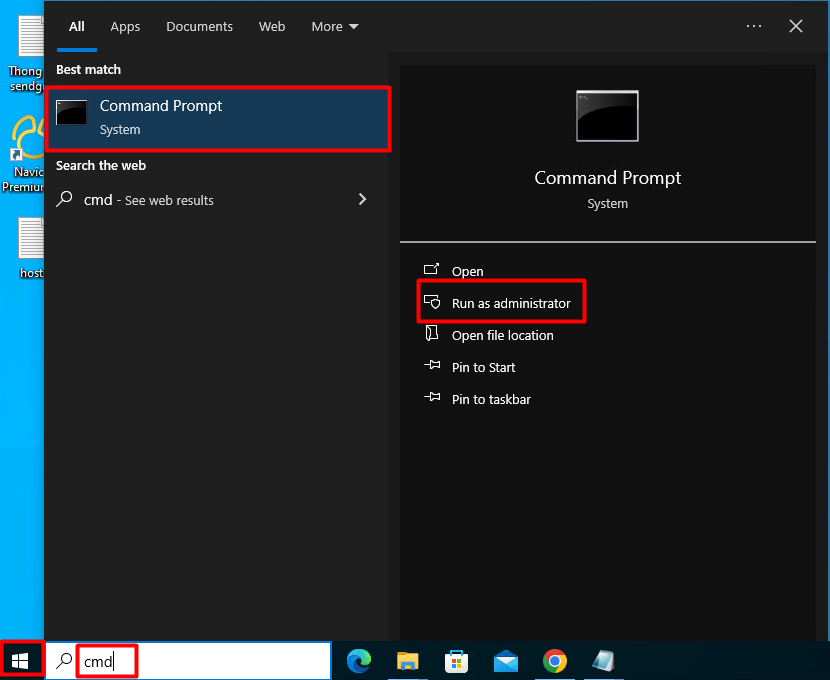 All Apps Documents Web More
Best match
Command Prompt
System
Search the web
cmd - See web results
Command Prompt
System
Open
Run as administrator
Open file location
Pin to Start
Pin to taskbar
Thong
sendg
Navic
Premium
host
cmd